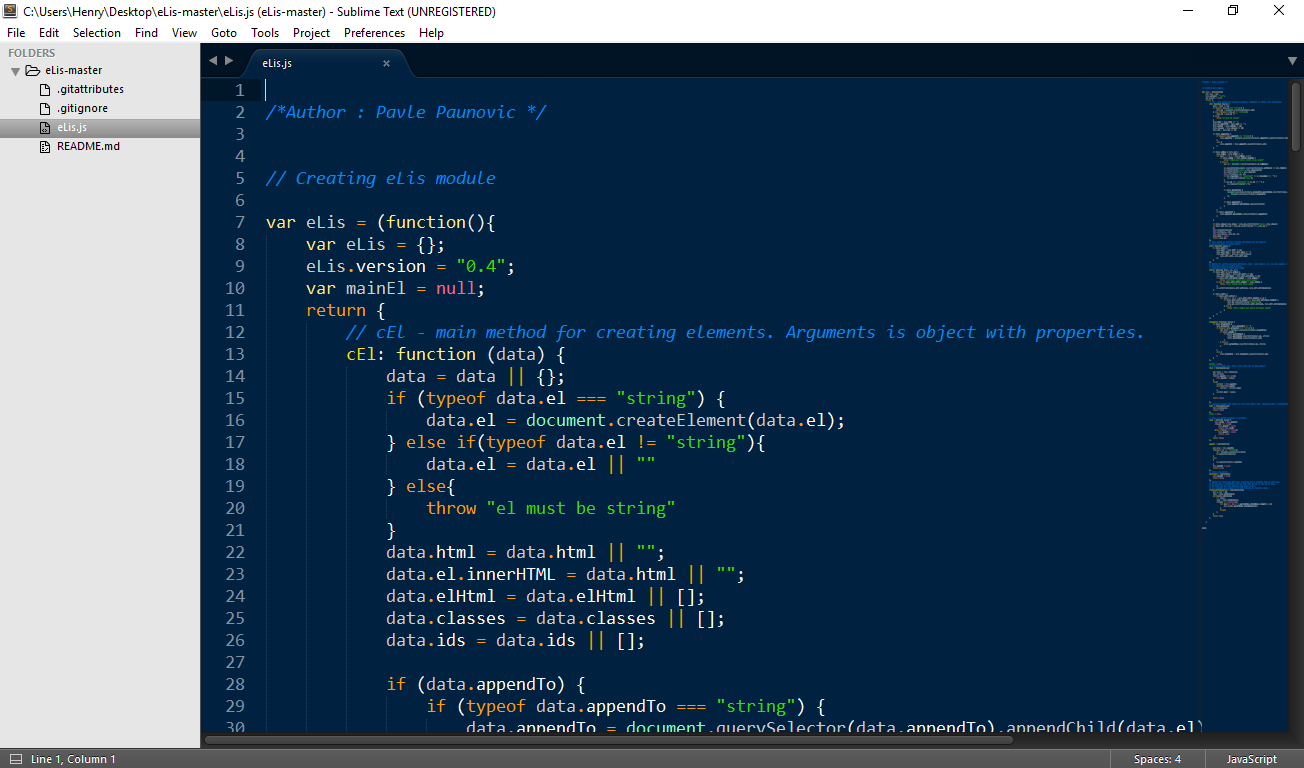 C:\Users\Henry\Desktop\eLis-master\eLis.js (eLis-master) - Sublime Text (UNREGISTERED)
File Edit Selection Find View Goto Tools Project Preferences Help
FOLDERS
eLis-master
.gitattributes
.gitignore
eLis.js
README.md
eLis.js ×
1
2 /*Author : Pavle Paunovic */
3
4
5 // Creating eLis module
6
7 var eLis = (function(){
8     var eLis = {};
9     eLis.version = "0.4";
10     var mainEl = null;
11     return {
12         // cEl - main method for creating elements. Arguments is object with properties.
13         cEl: function (data) {
14             data = data || {};
15             if (typeof data.el === "string") {
16                 data.el = document.createElement(data.el);
17             } else if(typeof data.el != "string"){
18                 data.el = data.el || ""
19             } else{
20                 throw "el must be string"
21             }
22             data.html = data.html || "";
23             data.el.innerHTML = data.html || "";
24             data.elHtml = data.elHtml || [];
25             data.classes = data.classes || [];
26             data.ids = data.ids || [];
27
28             if (data.appendTo) {
29                 if (typeof data.appendTo === "string") {
30                     data.appendTo = document.querySelector(data.appendTo).appendChild(data.el)
Line 1, Column 1 Spaces: 4 JavaScript